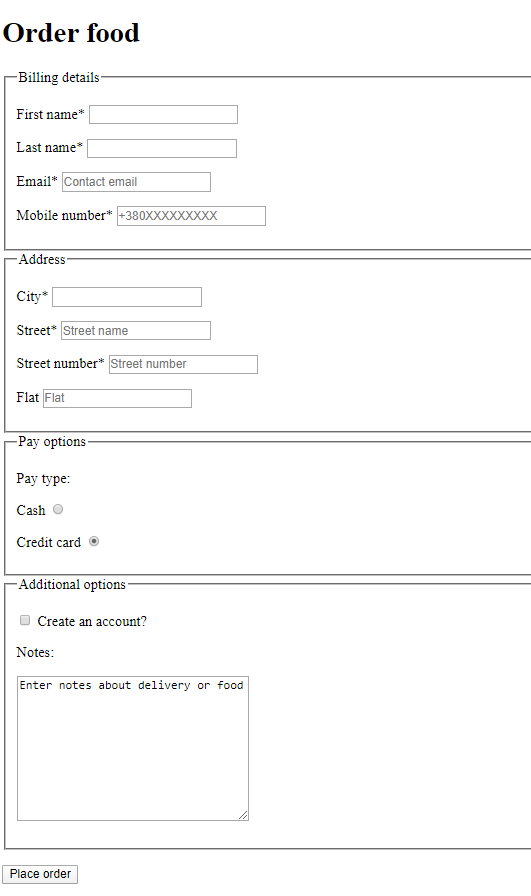 Order food
Billing details
First name*
Last name*
Email* Contact email
Mobile number* +380XXXXXXXXX
Address
City*
Street* Street name
Street number* Street number
Flat Flat
Pay options
Pay type:
Cash
Credit card
Additional options
Create an account?
Notes:
Enter notes about delivery or food
Place order